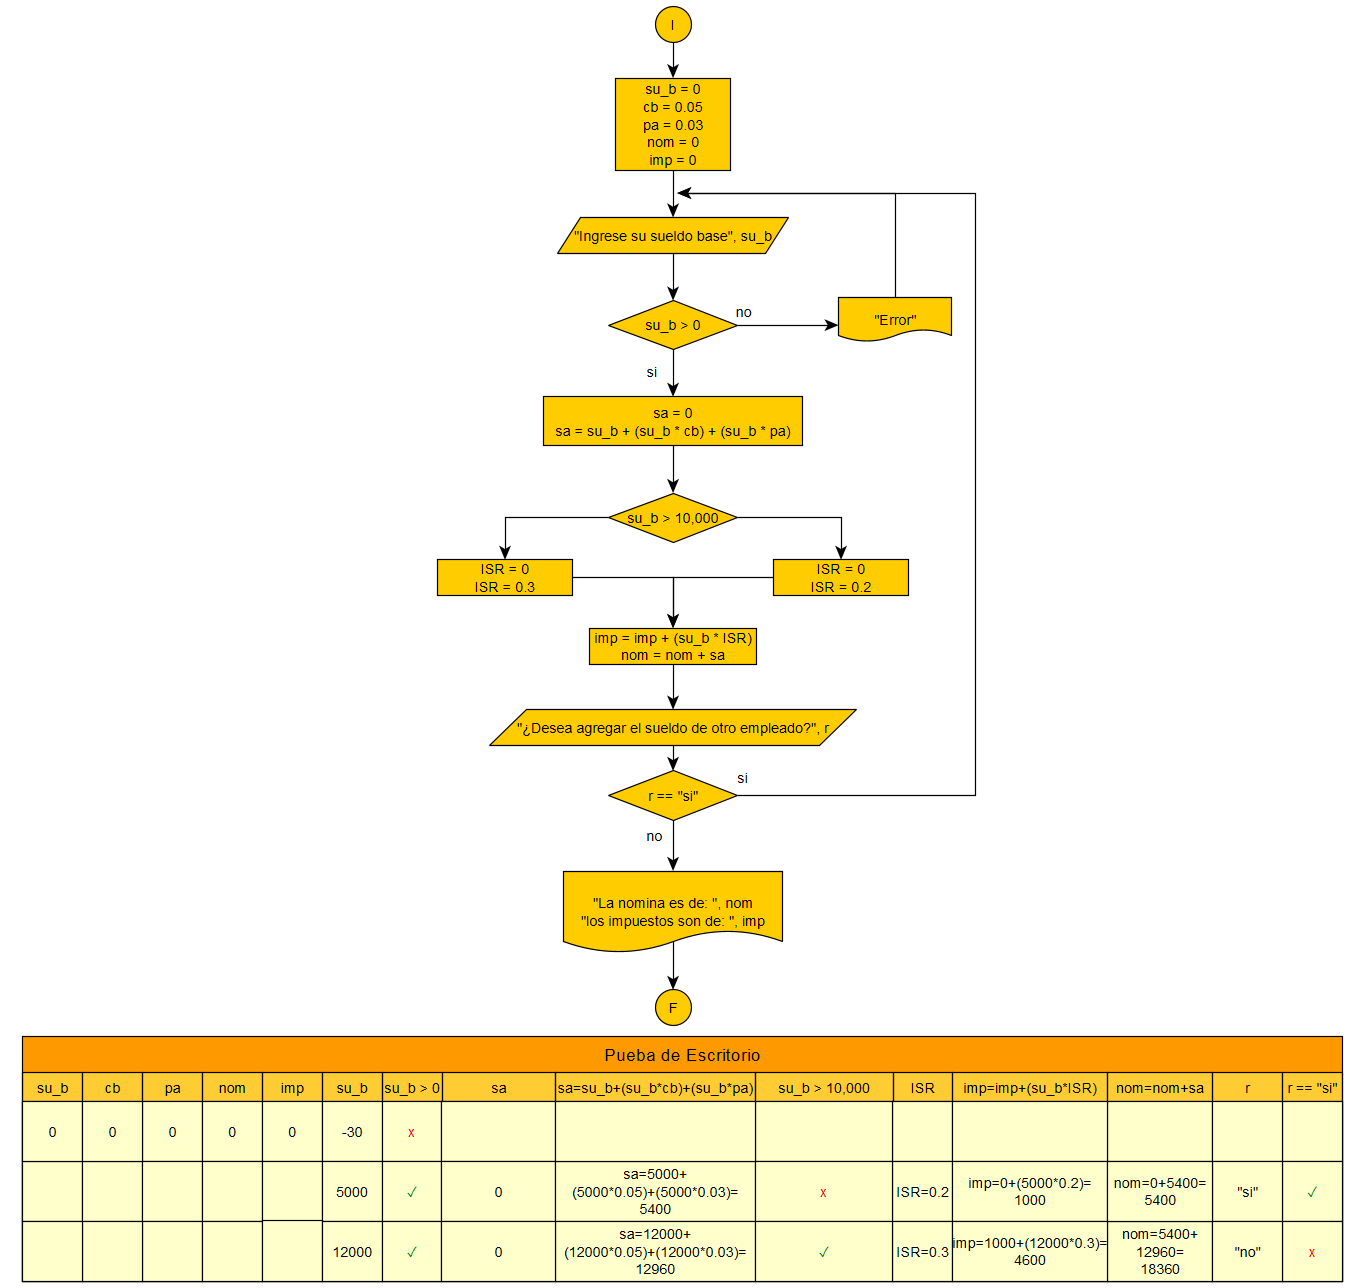 I
su_b = 0
cb = 0.05
pa = 0.03
nom = 0
imp = 0
"Ingrese su sueldo base", su_b
su_b > 0
no
"Error"
si
sa = 0
sa = su_b + (su_b * cb) + (su_b * pa)
su_b > 10,000
ISR = 0
ISR = 0.3
ISR = 0
ISR = 0.2
imp = imp + (su_b * ISR)
nom = nom + sa
"¿Desea agregar el sueldo de otro empleado?", r
r == "si"
si
no
"La nomina es de: ", nom
"los impuestos son de: ", imp
F
Pueba de Escritorio
su_b cb pa nom imp su_b su_b > 0 sa sa=su_b+(su_b*cb)+(su_b*pa) su_b > 10,000 ISR imp=imp+(su_b*ISR) nom=nom+sa r r == "si"
0 0 0 0 0 -30 x
5000 ✓ 0
sa=5000+
(5000*0.05)+(5000*0.03)=
5400
x
ISR=0.2
imp=0+(5000*0.2)=
1000
nom=0+5400=
5400
"si" ✓
12000 ✓ 0
sa=12000+
(12000*0.05)+(12000*0.03)=
12960
✓
ISR=0.3
imp=1000+(12000*0.3)=
4600
nom=5400+
12960=
18360
"no" x